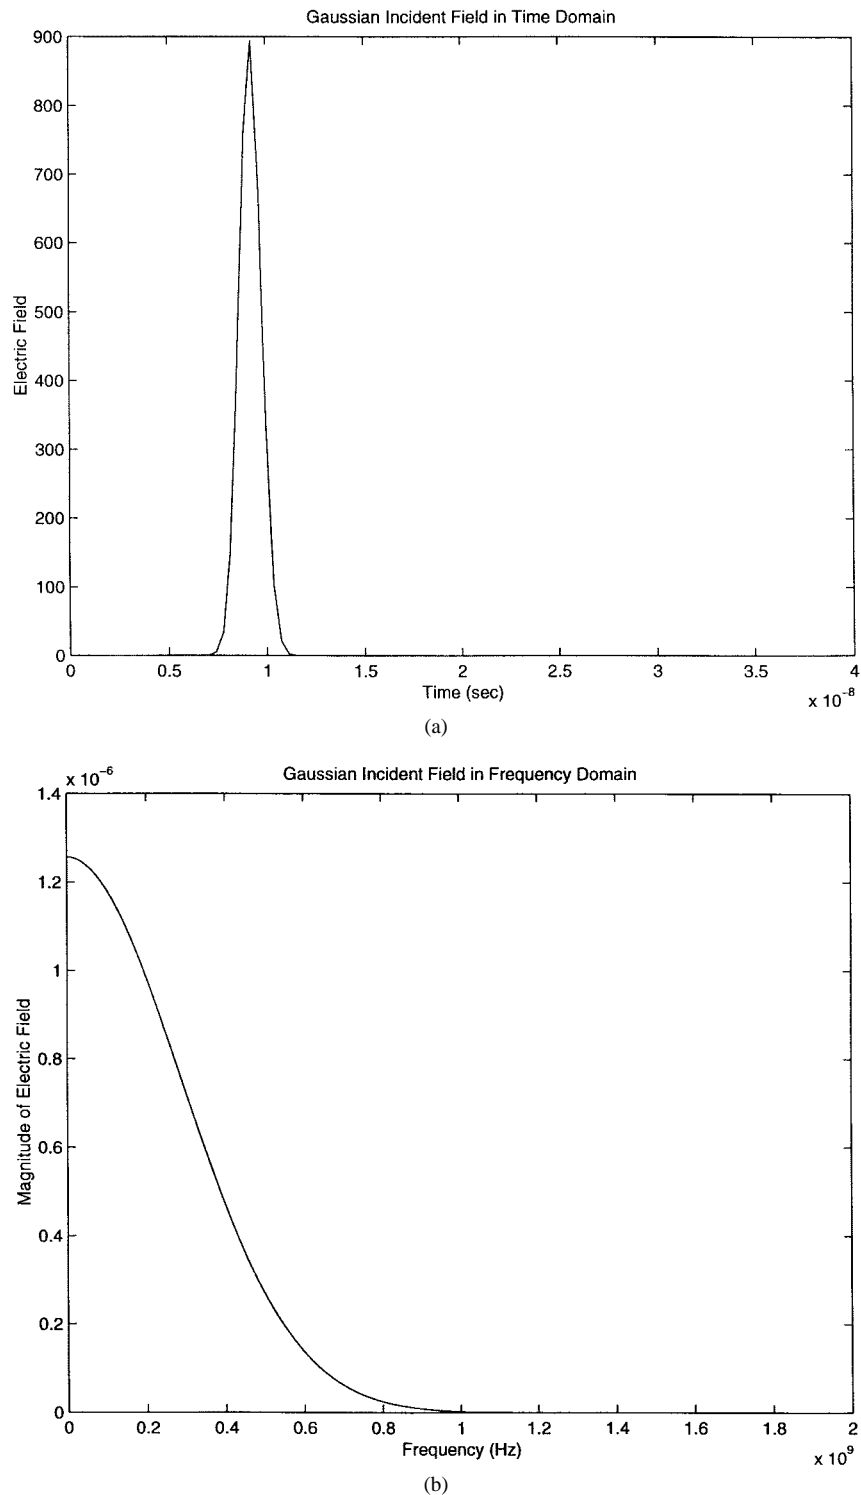 Gaussian Incident Field in Time Domain
900
800
700
600
500
400
300
200
100
0
Electric Field
0 0.5 1 1.5 2 2.5 3 3.5 4
Time (sec)
x 10⁻⁸
(a)
x 10⁻⁶
Gaussian Incident Field in Frequency Domain
1.4
1.2
1
0.8
0.6
0.4
0.2
0
Magnitude of Electric Field
0 0.2 0.4 0.6 0.8 1 1.2 1.4 1.6 1.8 2
Frequency (Hz)
x 10⁹
(b)